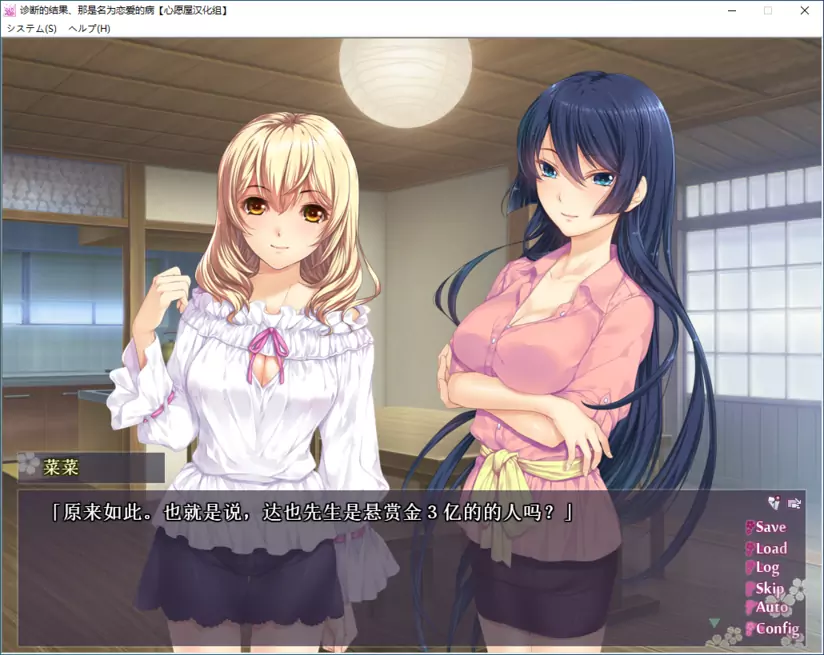 诊断的结果、那是名为恋爱的病【心愿屋汉化组】
システム(S) ヘルプ(H)
菜菜
「原来如此。也就是说，达也先生是悬赏金３亿的的人吗？」
Save
Load
Log
Skip
Auto
Config